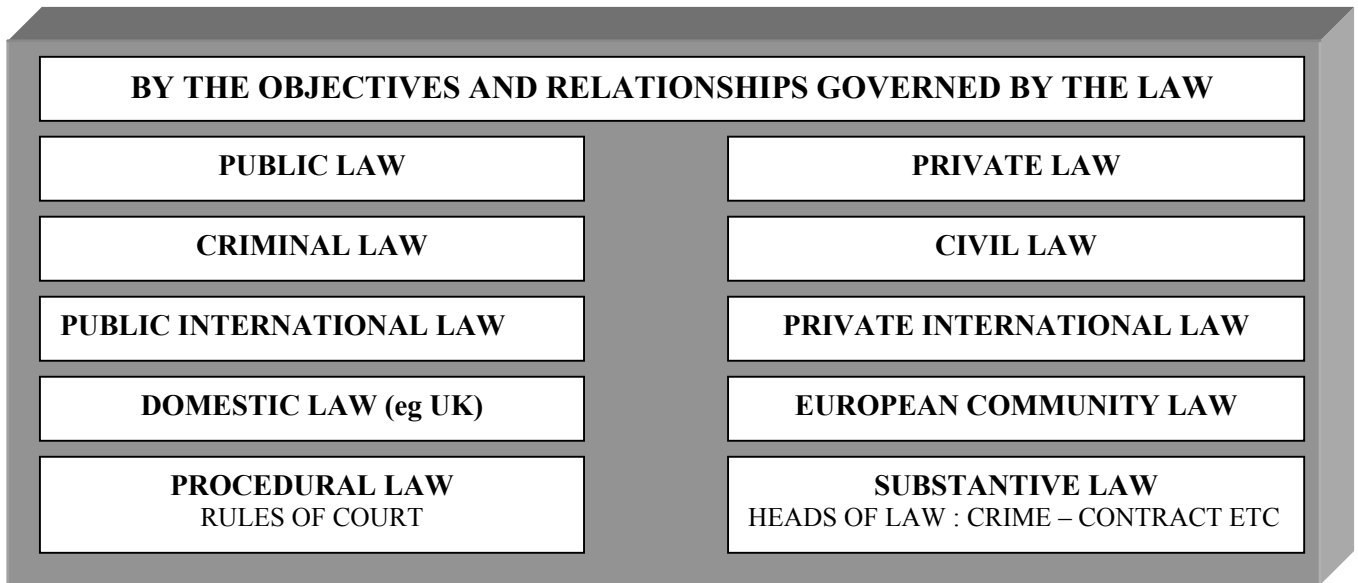 BY THE OBJECTIVES AND RELATIONSHIPS GOVERNED BY THE LAW
PUBLIC LAW
PRIVATE LAW
CRIMINAL LAW
CIVIL LAW
PUBLIC INTERNATIONAL LAW
PRIVATE INTERNATIONAL LAW
DOMESTIC LAW (eg UK)
EUROPEAN COMMUNITY LAW
PROCEDURAL LAW
RULES OF COURT
SUBSTANTIVE LAW
HEADS OF LAW : CRIME – CONTRACT ETC